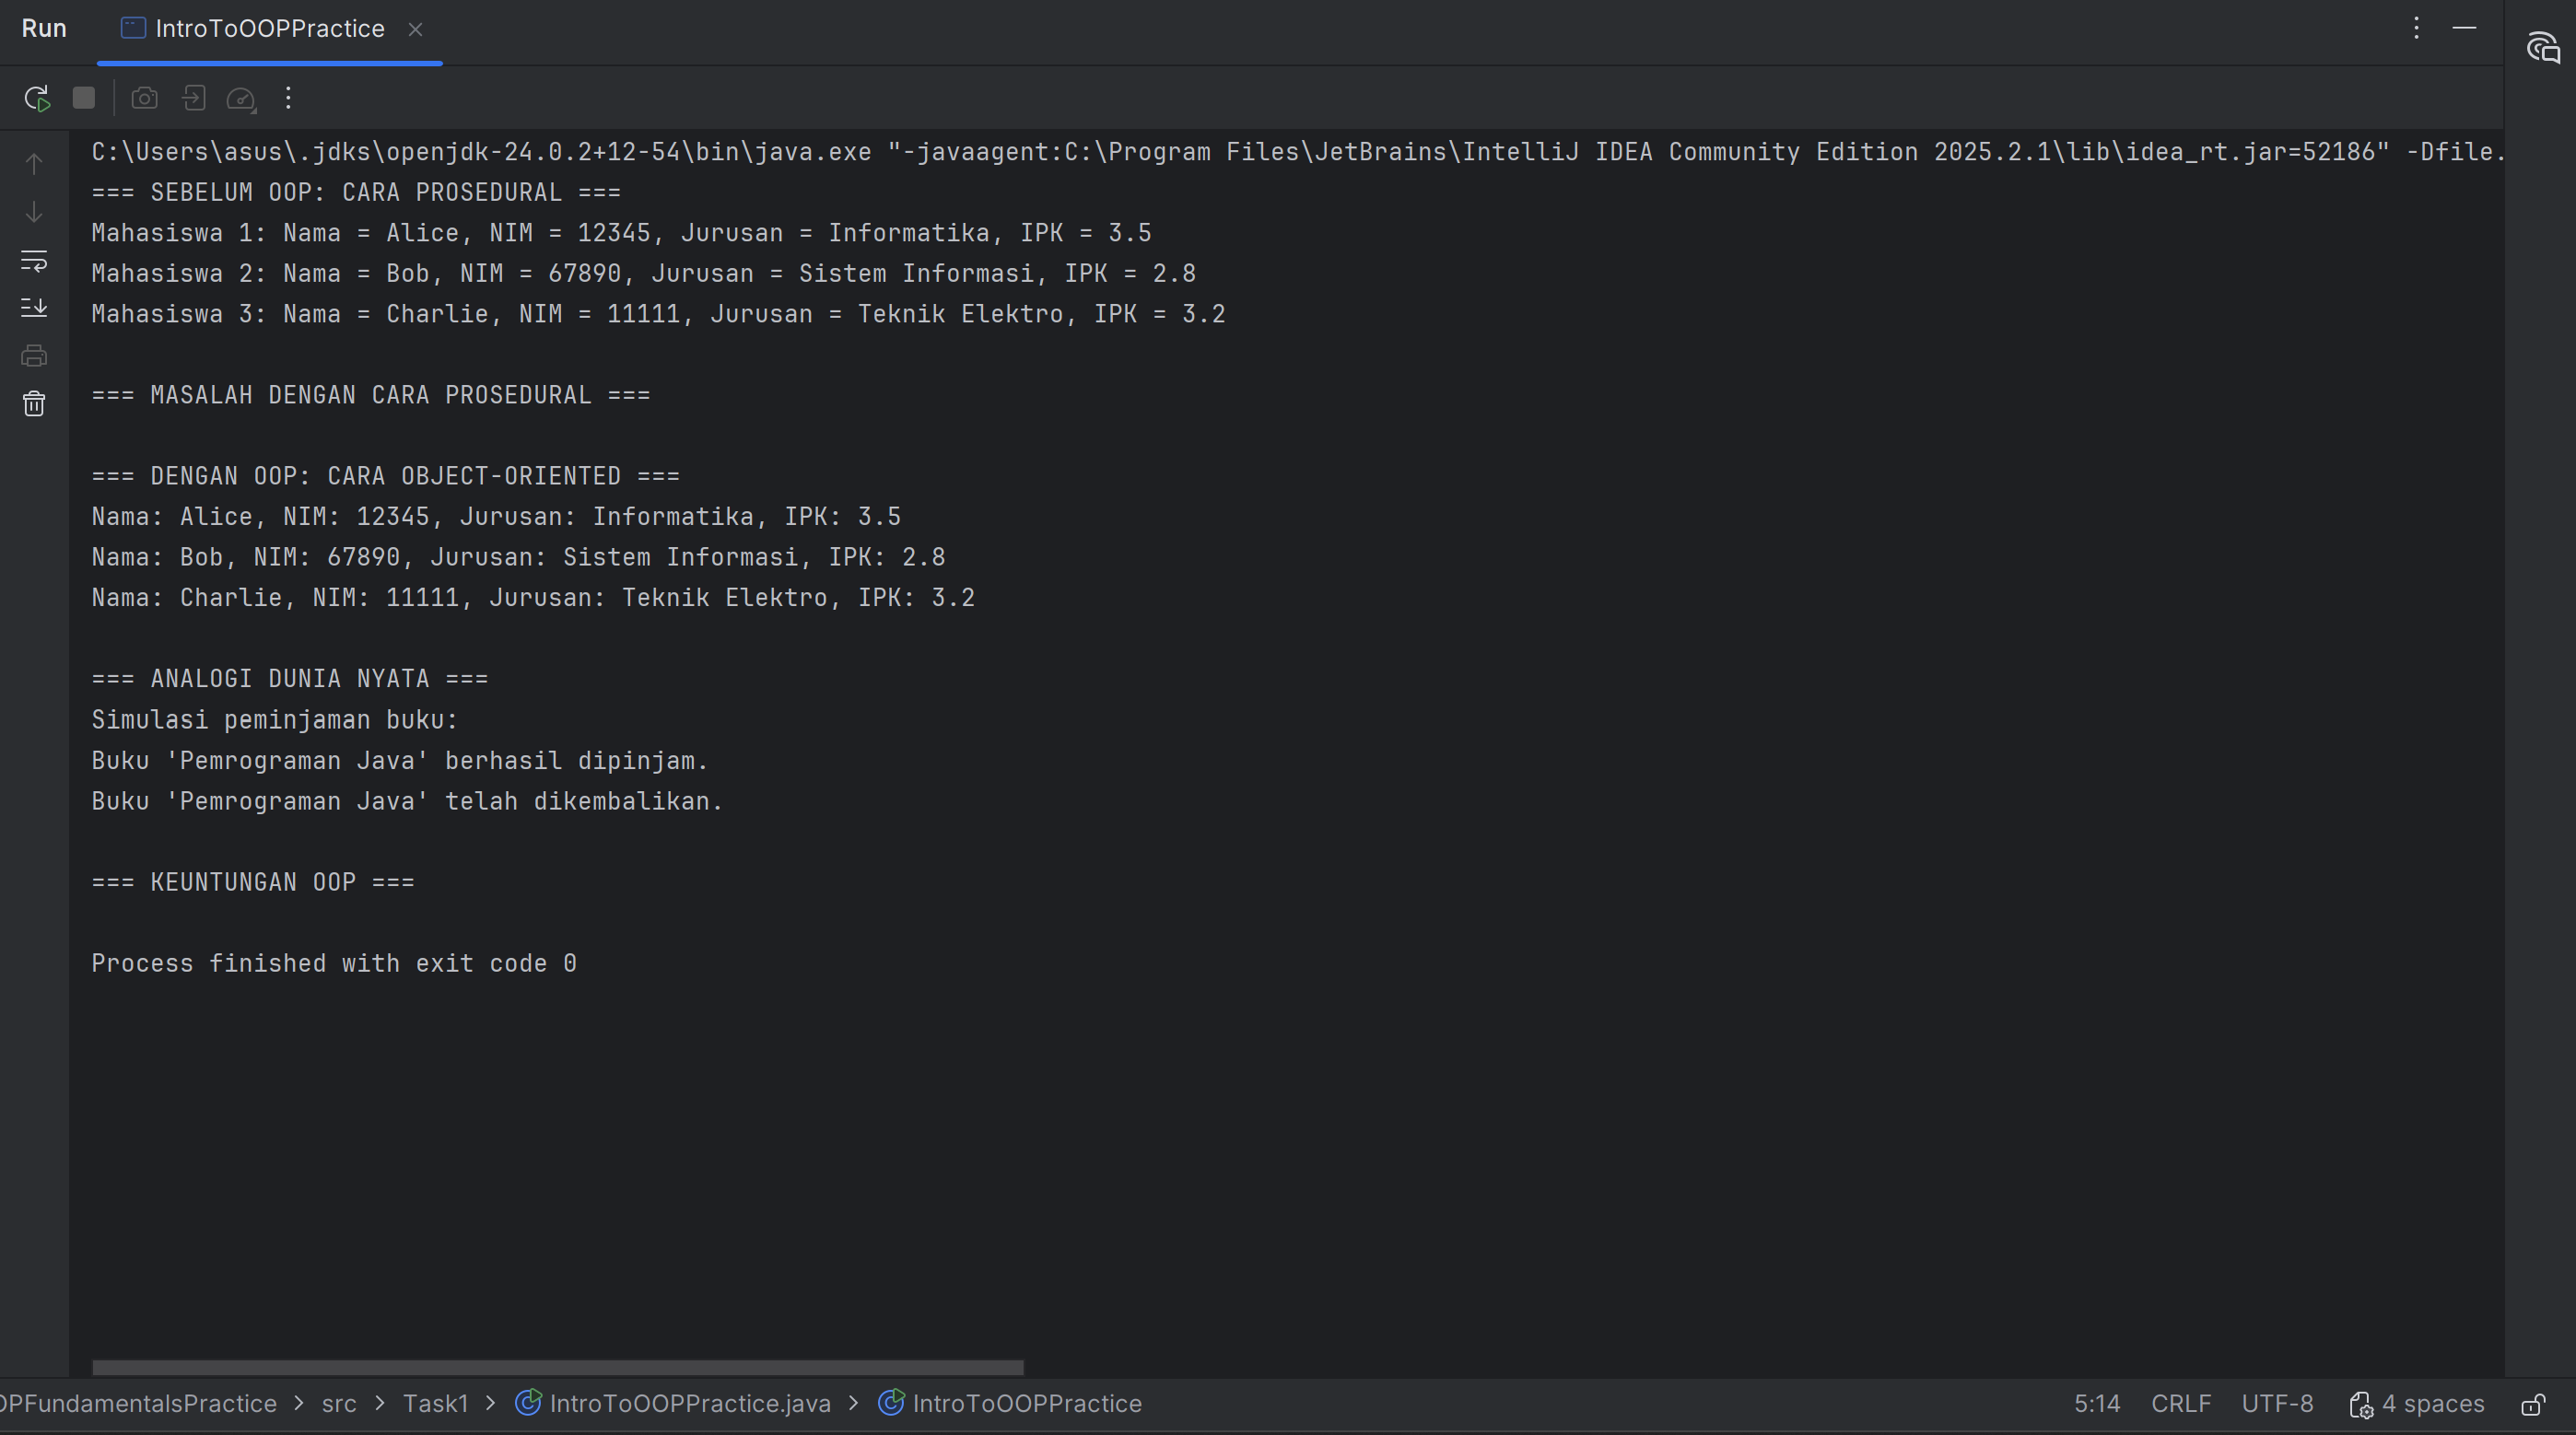 Run IntroToOOPPractice
C:\Users\asus\.jdks\openjdk-24.0.2+12-54\bin\java.exe "-javaagent:C:\Program Files\JetBrains\IntelliJ IDEA Community Edition 2025.2.1\lib\idea_rt.jar=52186" -Dfile.
=== SEBELUM OOP: CARA PROSEDURAL ===
Mahasiswa 1: Nama = Alice, NIM = 12345, Jurusan = Informatika, IPK = 3.5
Mahasiswa 2: Nama = Bob, NIM = 67890, Jurusan = Sistem Informasi, IPK = 2.8
Mahasiswa 3: Nama = Charlie, NIM = 11111, Jurusan = Teknik Elektro, IPK = 3.2
=== MASALAH DENGAN CARA PROSEDURAL ===
=== DENGAN OOP: CARA OBJECT-ORIENTED ===
Nama: Alice, NIM: 12345, Jurusan: Informatika, IPK: 3.5
Nama: Bob, NIM: 67890, Jurusan: Sistem Informasi, IPK: 2.8
Nama: Charlie, NIM: 11111, Jurusan: Teknik Elektro, IPK: 3.2
=== ANALOGI DUNIA NYATA ===
Simulasi peminjaman buku:
Buku 'Pemrograman Java' berhasil dipinjam.
Buku 'Pemrograman Java' telah dikembalikan.
=== KEUNTUNGAN OOP ===
Process finished with exit code 0
OPFundamentalsPractice > src > Task1 > IntroToOOPPractice.java > IntroToOOPPractice 5:14 CRLF UTF-8 4 spaces